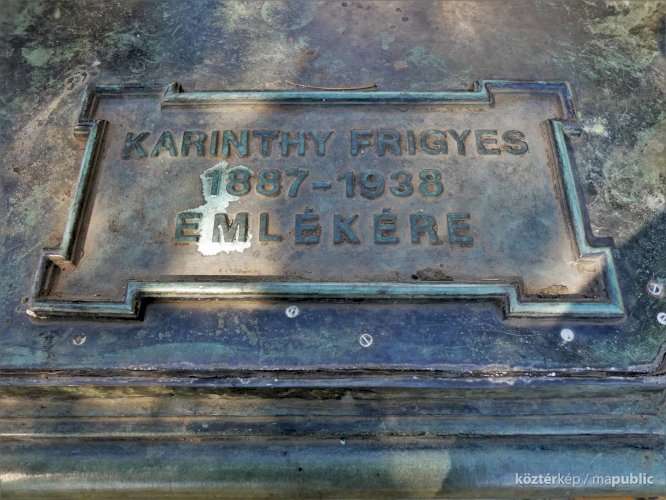 KARINTHY FRIGYES
1887-1938
EMLÉKÉRE
köztérkép / mapublic